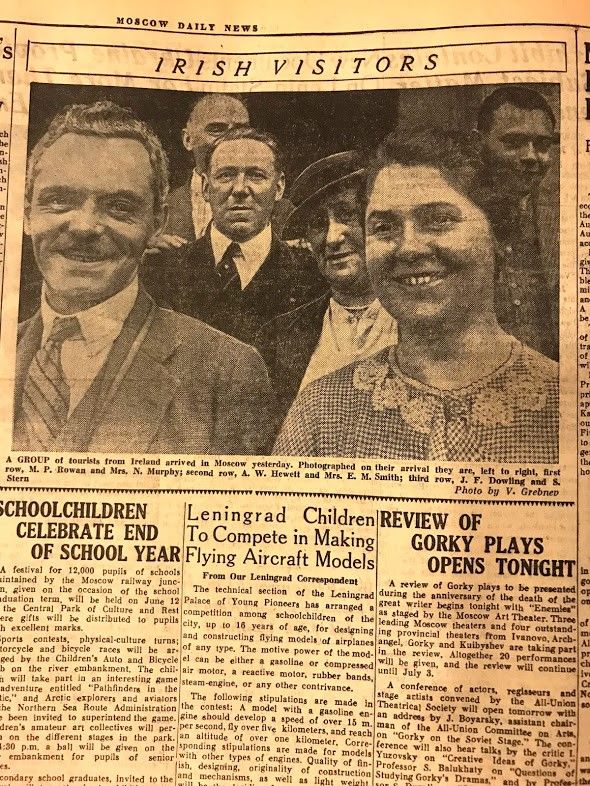 MOSCOW DAILY NEWS
IRISH VISITORS
A GROUP of tourists from Ireland arrived in Moscow yesterday. Photographed on their arrival they are, left to right, first
row, M. P. Rowan and Mrs. N. Murphy; second row, A. W. Hewett and Mrs. E. M. Smith; third row, J. F. Dowling and S.
Stern
Photo by V. Grebnev
SCHOOLCHILDREN
CELEBRATE END
OF SCHOOL YEAR
A festival for 12,000 pupils of schools
maintained by the Moscow railway junc-
given on the occasion of the school
term, will be held on June 12
the Central Park of Culture and Rest
gifts will be distributed to pupils
excellent marks.
Sports contests, physical-culture turns;
and bicycle races will be ar-
by the Children's Auto and Bicycle
the river embankment. The chil-
will take part in an interesting game
adventure entitled "Pathfinders in the
and Arctic explorers and aviators
the Northern Sea Route Administration
been invited to superintend the game.
amateur art collectives will per-
on the different stages in the park.
:30 p.m. a ball will be given on the
embankment for pupils of senior
school graduates, invited to the
Leningrad Children
To Compete in Making
Flying Aircraft Models
From Our Leningrad Correspondent
The technical section of the Leningrad
Palace of Young Pioneers has arranged a
competition among schoolchildren of the
city, up to 16 years of age, for designing
and constructing flying models of airplanes
of any type. The motive power of the mod-
el can be either a gasoline or compressed
air motor, a reactive motor, rubber bands,
steam-engine, or any other contrivance.
The following stipulations are made in
the contest: A model with a gasoline en-
gine should develop a speed of over 15 m.
per second, fly over five kilometers, and reach
an altitude of over one kilometer. Corre-
sponding stipulations are made for models
with other types of engines. Quality of fin-
ish, designing, originality of construction
and mechanisms, as well as light weight
REVIEW OF
GORKY PLAYS
OPENS TONIGHT
A review of Gorky plays to be presented
during the anniversary of the death of the
great writer begins tonight with "Enemies"
as staged by the Moscow Art Theater. Three
leading Moscow theaters and four outstand-
ing provincial theaters from Ivanovo, Arch-
angel, Gorky and Kuibyshev are taking part
in the review. Altogether 29 performances
will be given, and the review will continue
until July 3.
A conference of actors, regisseurs and
stage artists convened by the All-Union
Theatrical Society will open tomorrow with
an address by J. Boyarsky, assistant chair-
man of the All-Union Committee on Arts,
on "Gorky on the Soviet Stage." The con-
ference will also hear talks by the critic I.
Yuzovsky on "Creative Ideas of Gorky,"
Professor S. Balukhaty on "Questions of
Studying Gorky's Dramas," and by Profes-